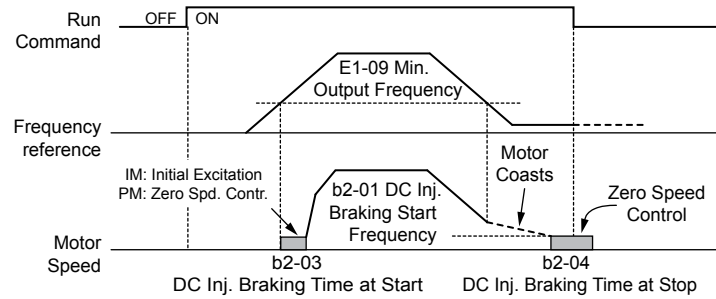 Run
Command
OFF
ON
E1-09 Min.
Output Frequency
Frequency
reference
IM: Initial Excitation
PM: Zero Spd. Contr.
b2-01 DC Inj.
Braking Start
Frequency
Motor
Coasts
Zero Speed
Control
Motor
Speed
b2-03
DC Inj. Braking Time at Start
b2-04
DC Inj. Braking Time at Stop